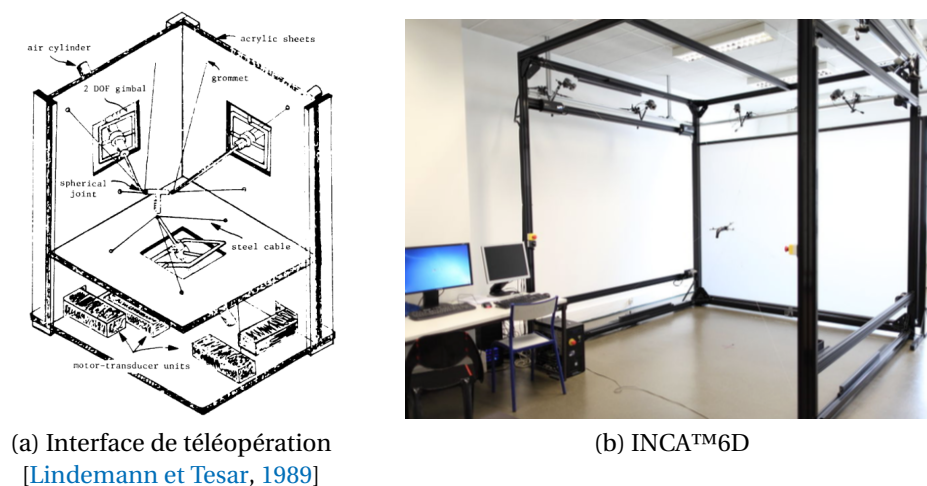 air cylinder
acrylic sheets
grommet
2 DOF gimbal
spherical
joint
steel cable
motor-transducer units
(a) Interface de téléopération
[Lindemann et Tesar, 1989]
(b) INCA™6D